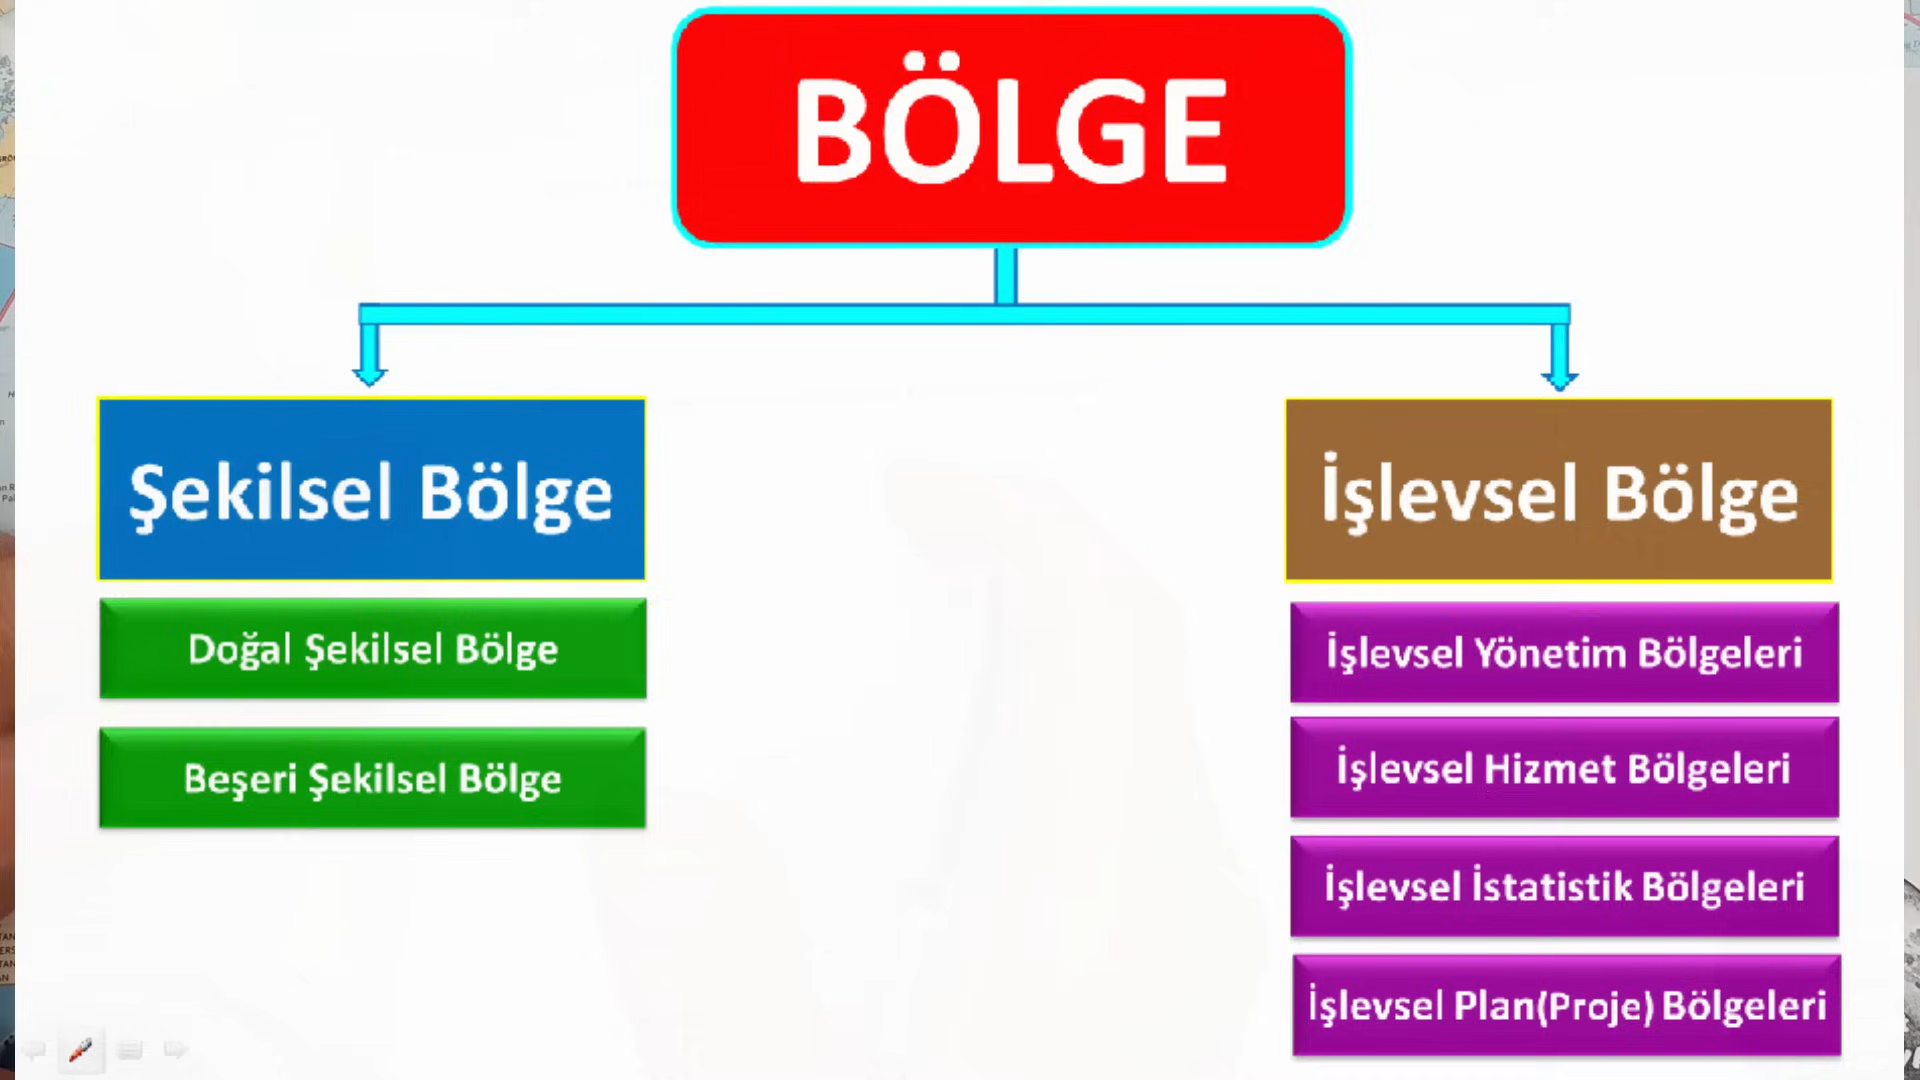 BÖLGE
Şekilsel Bölge
Doğal Şekilsel Bölge
Beşeri Şekilsel Bölge
İşlevsel Bölge
İşlevsel Yönetim Bölgeleri
İşlevsel Hizmet Bölgeleri
İşlevsel İstatistik Bölgeleri
İşlevsel Plan(Proje) Bölgeleri